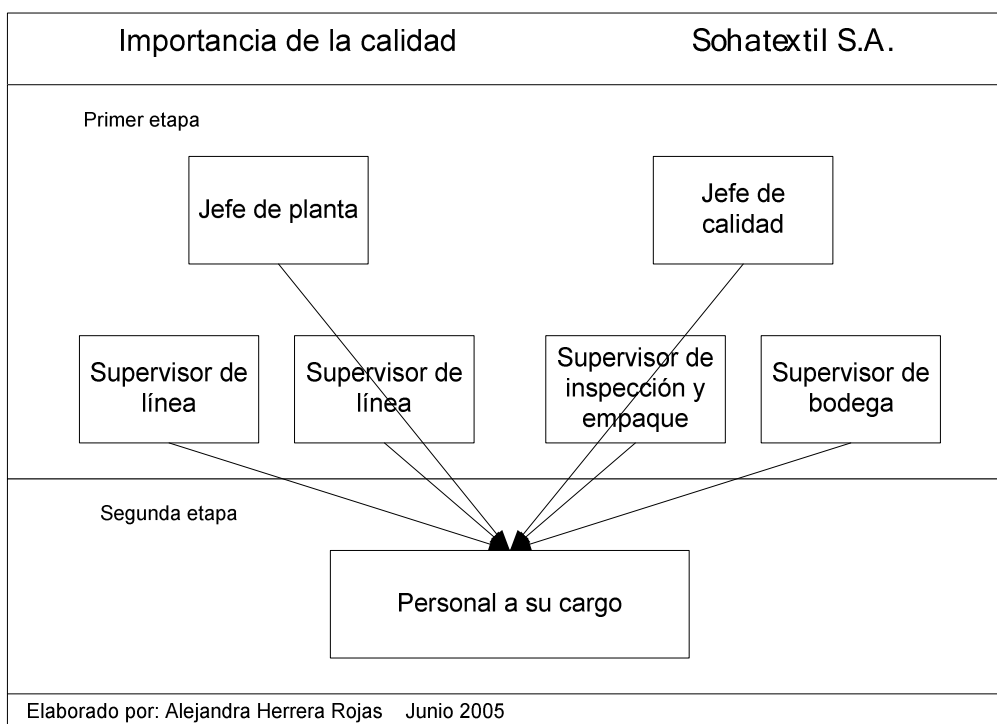 Importancia de la calidad
Sohatextil S.A.
Primer etapa
Jefe de planta
Jefe de
calidad
Supervisor de
línea
Supervisor de
línea
Supervisor de
inspección y
empaque
Supervisor de
bodega
Segunda etapa
Personal a su cargo
Elaborado por: Alejandra Herrera Rojas Junio 2005